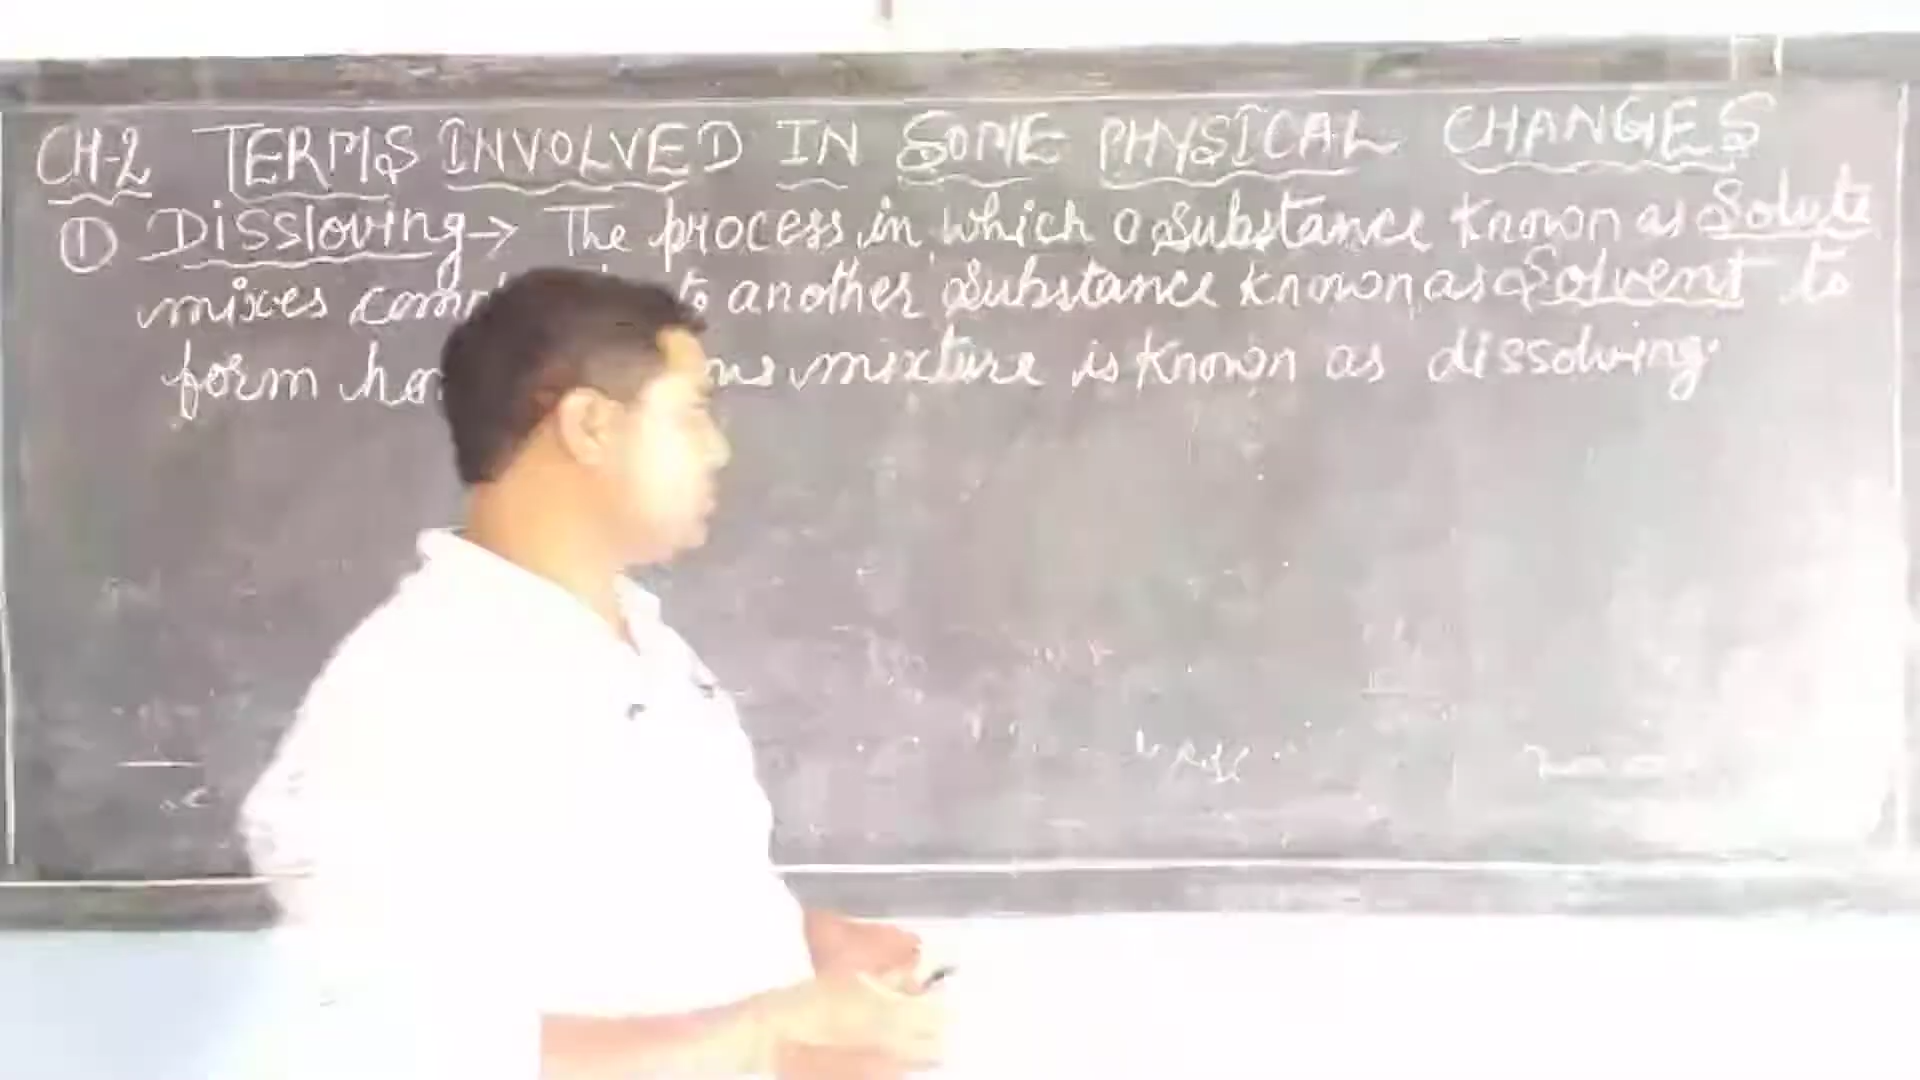 CH-2 TERMS INVOLVED IN SOME PHYSICAL CHANGES
① Dissloving → The process in which a substance known as Solute
mixes another substance known as Solvent to
form mixture is known as dissolving.